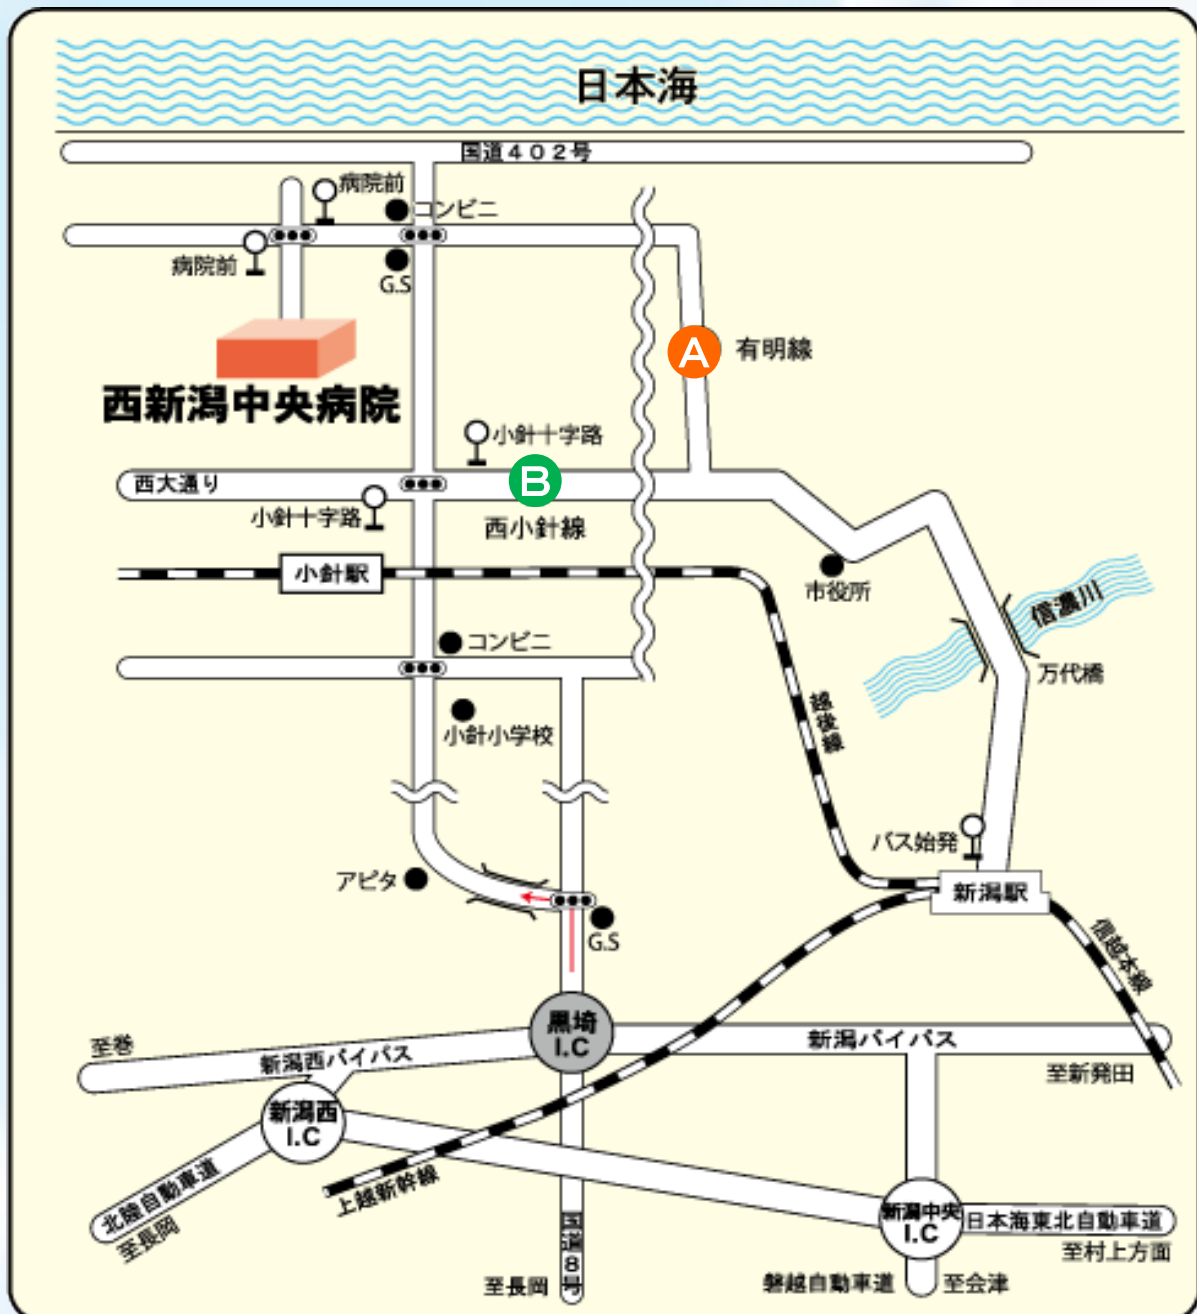 日本海
国道402号
病院前
コンビニ
病院前
G.S
A
有明線
西新潟中央病院
小針十字路
西大通り
B
小針十字路
西小針線
小針駅
市役所
信濃川
コンビニ
万代橋
小針小学校
越後線
バス始発
アピタ
新潟駅
G.S
信越本線
黒埼
I.C
至巻
新潟西バイパス
新潟バイパス
至新発田
新潟西
I.C
上越新幹線
北陸自動車道
至長岡
新潟中央
I.C
日本海東北自動車道
至村上方面
国道8号
至長岡
磐越自動車道
至会津